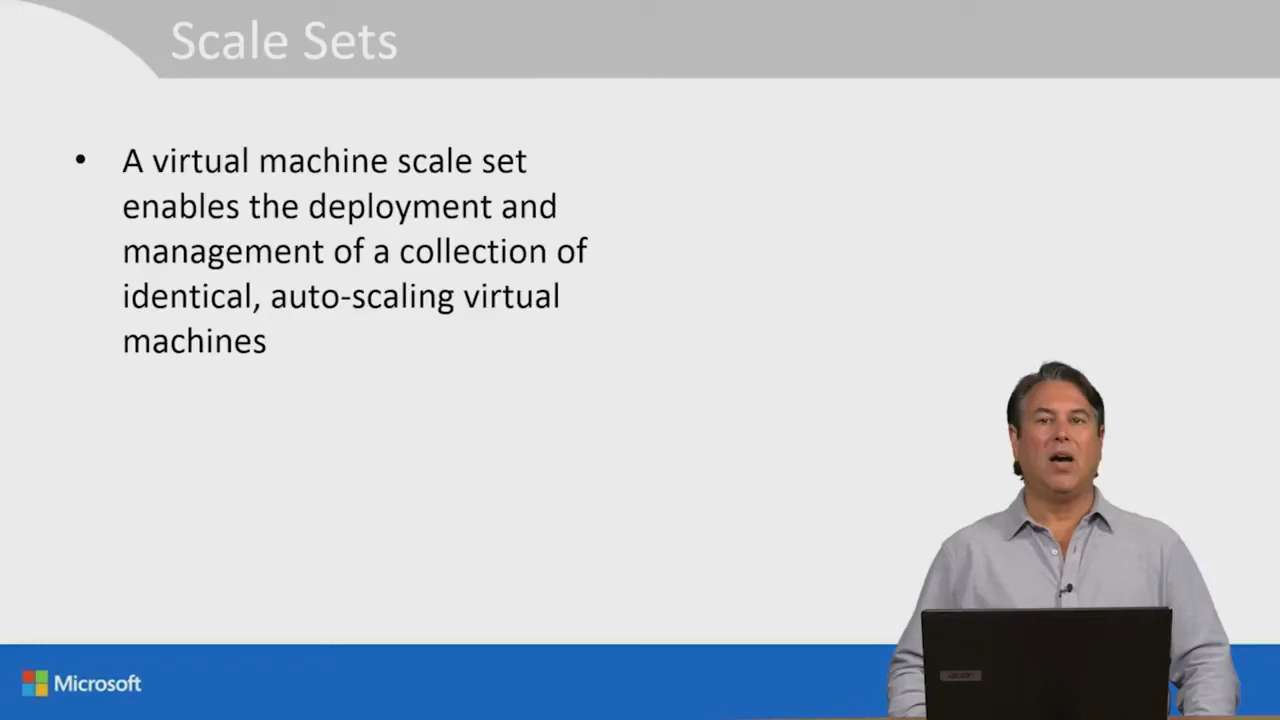 Scale Sets
• A virtual machine scale set
enables the deployment and
management of a collection of
identical, auto-scaling virtual
machines
Microsoft
acer